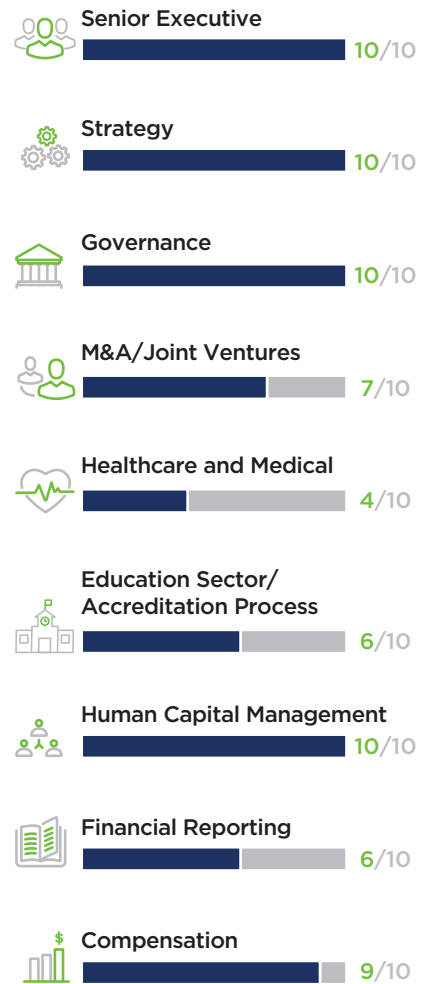 Senior Executive
10/10
Strategy
10/10
Governance
10/10
M&A/Joint Ventures
7/10
Healthcare and Medical
4/10
Education Sector/
Accreditation Process
6/10
Human Capital Management
10/10
Financial Reporting
6/10
$
Compensation
9/10